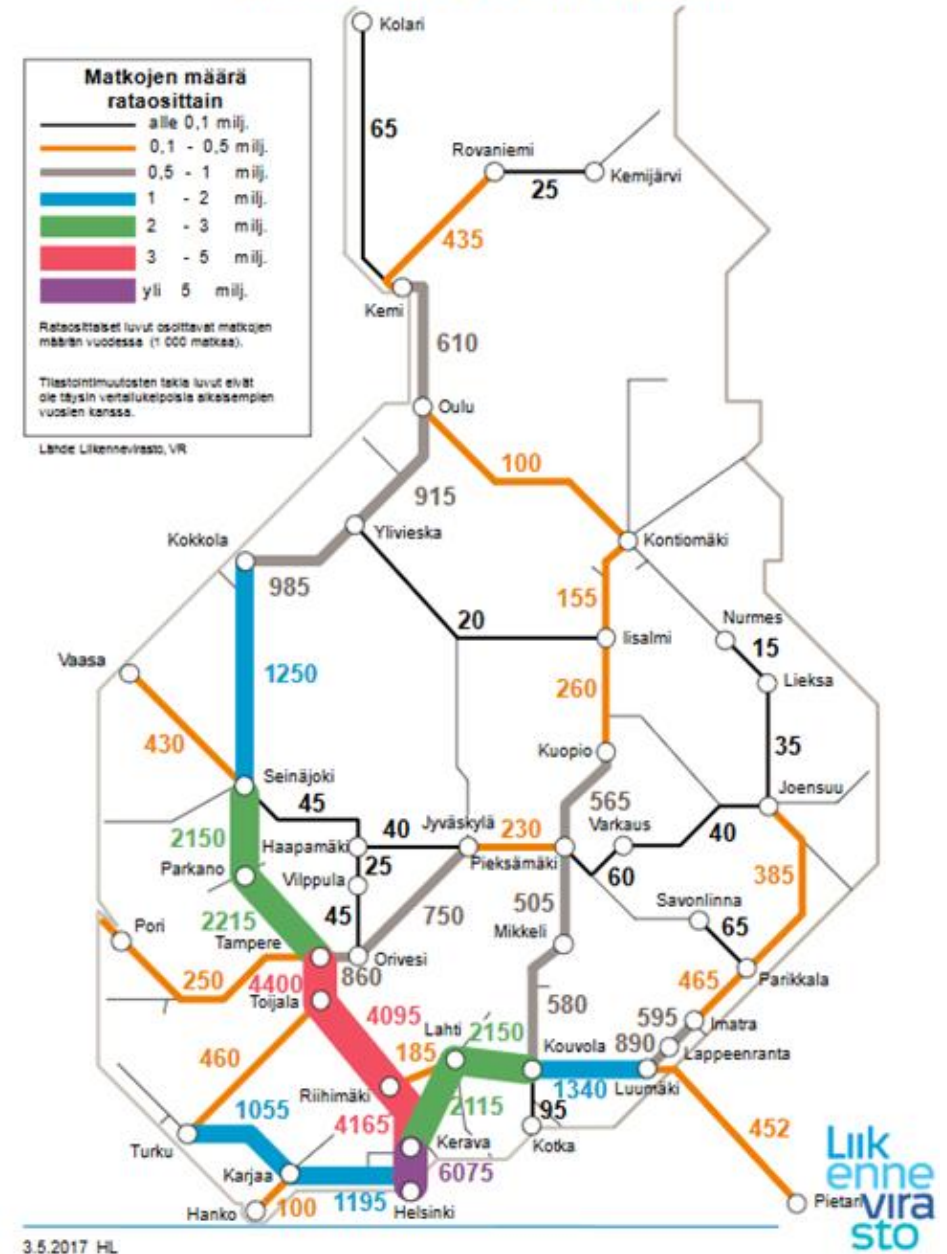 Kolari
Matkojen määrä
rataosittain
alle 0,1 milj.
0,1 - 0,5 milj.
0,5 - 1 milj.
1 - 2 milj.
2 - 3 milj.
3 - 5 milj.
yli 5 milj.
Rataosittaiset luvut osoittavat matkojen
määrän vuodessa (1 000 matkaa).
Tilastointimuutosten takia luvut eivät
ole täysin vertailukelpoisia aikaisempien
vuosien kanssa.
Lähde Liikennevirasto, VR
65
Rovaniemi
25
Kemijärvi
435
Kemi
610
Oulu
100
915
Ylivieska
Kokkola
985
Kontiomäki
155
20
Iisalmi
Nurmes
15
Lieksa
Vaasa
1250
260
430
Kuopio
35
Seinäjoki
45
Joensuu
565
2150
Haapamäki
40
Jyväskylä
230
Varkaus
40
Pieksämäki
Parkano
25
Vilppula
60
385
2215
45
750
505
Savonlinna
65
Pori
Mikkeli
Tampere
Orivesi
860
Parikkala
250
4400
465
Toijala
580
4095
595
Imatra
Lahti
2150
Kouvola
890
Lappeenranta
460
185
1340
Luumäki
Riihimäki
2115
95
1055
4165
Kotka
452
Turku
Kerava
Karjaa
6075
Pietari
Hanko
100
1195
Helsinki
Liik
enne
vira
sto
3.5.2017 HL